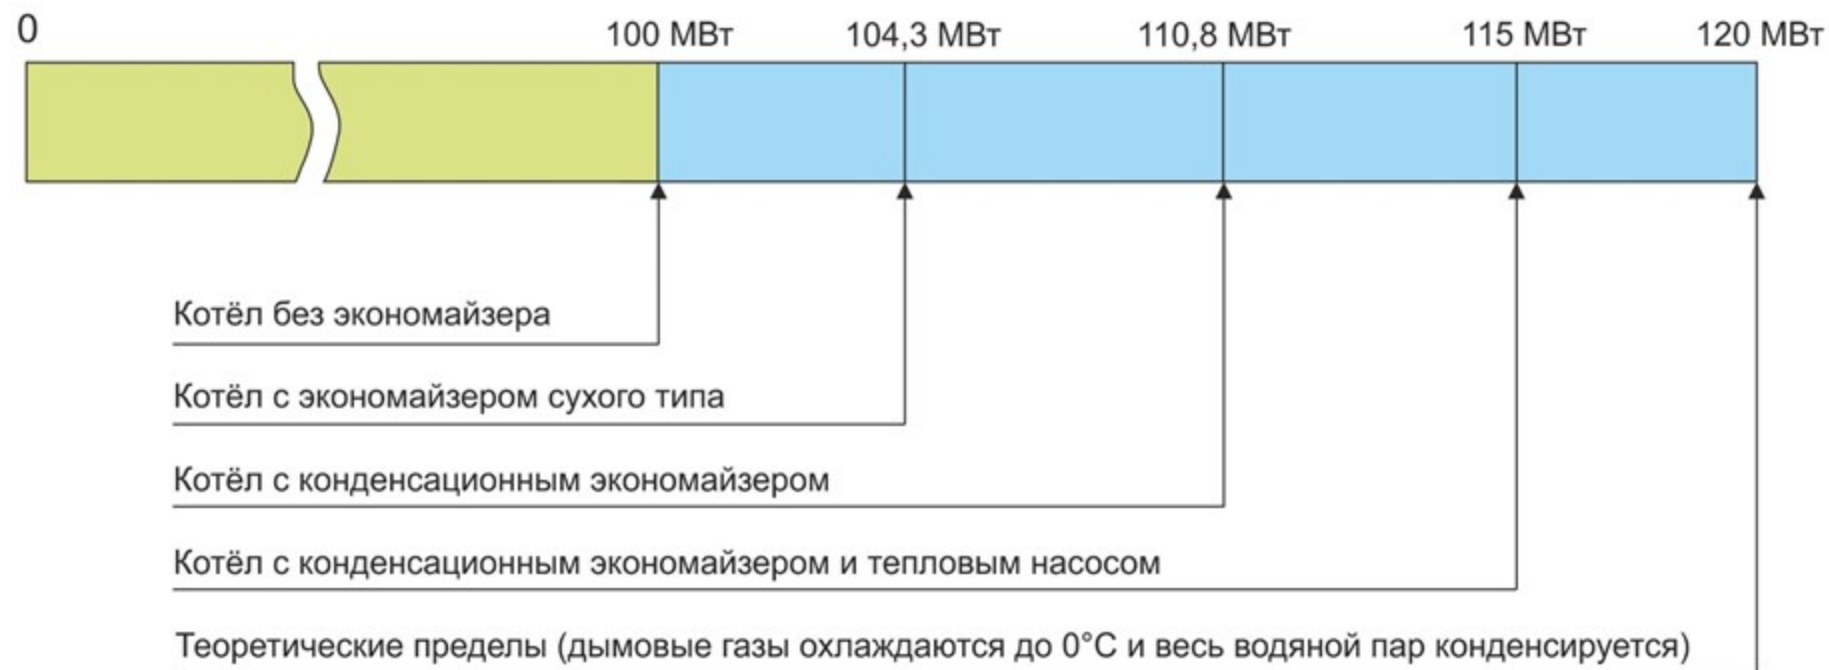 0 100 МВт 104,3 МВт 110,8 МВт 115 МВт 120 МВт
Котёл без экономайзера
Котёл с экономайзером сухого типа
Котёл с конденсационным экономайзером
Котёл с конденсационным экономайзером и тепловым насосом
Теоретические пределы (дымовые газы охлаждаются до 0°C и весь водяной пар конденсируется)